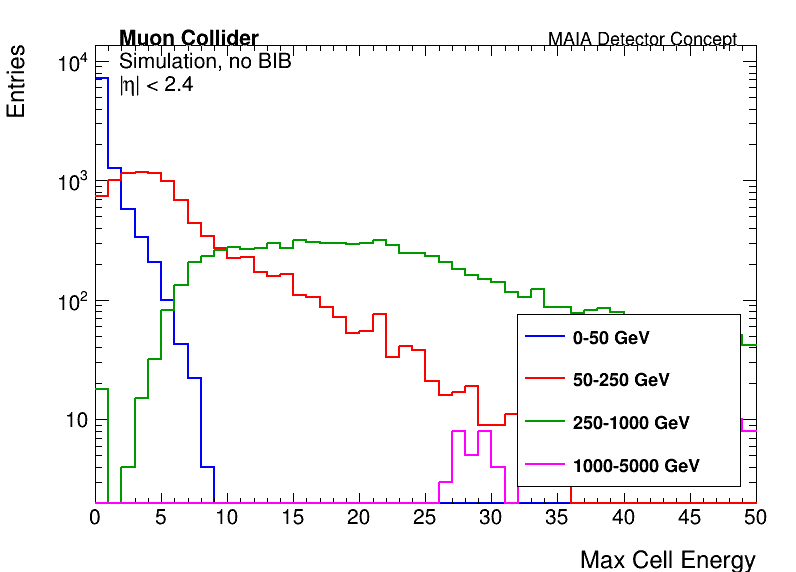 Muon Collider
MAIA Detector Concept
Simulation, no BIB
|η| < 2.4
Entries
10⁴
10³
10²
10
0-50 GeV
50-250 GeV
250-1000 GeV
1000-5000 GeV
0 5 10 15 20 25 30 35 40 45 50
Max Cell Energy